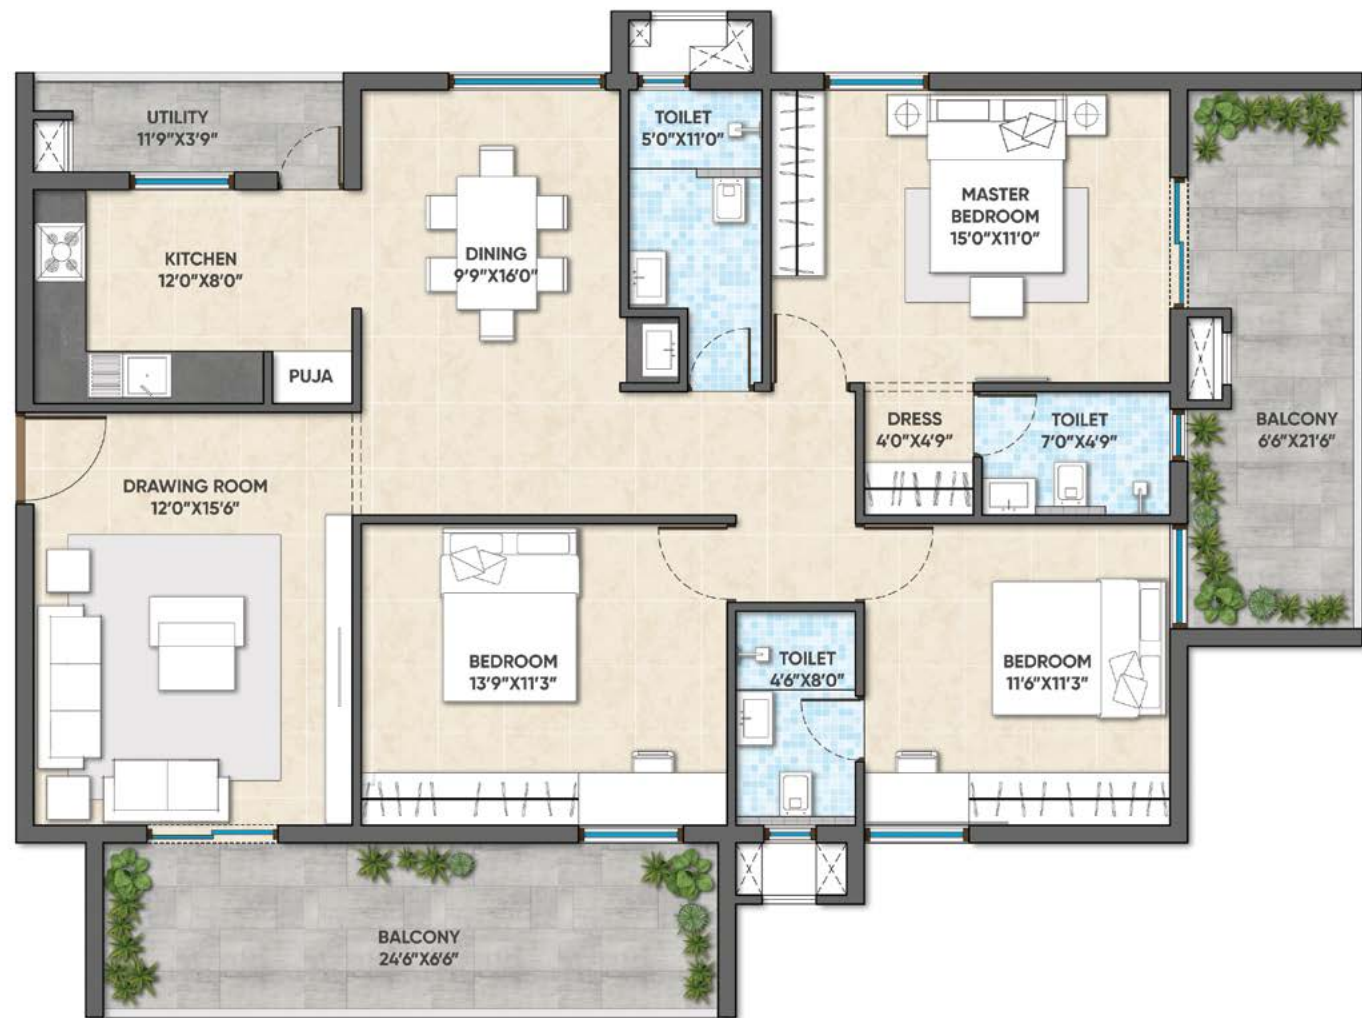 UTILITY
11'9"X3'9"
TOILET
5'0"X11'0"
MASTER
BEDROOM
15'0"X11'0"
KITCHEN
12'0"X8'0"
DINING
9'9"X16'0"
PUJA
DRESS
4'0"X4'9"
TOILET
7'0"X4'9"
BALCONY
6'6"X21'6"
DRAWING ROOM
12'0"X15'6"
BEDROOM
13'9"X11'3"
TOILET
4'6"X8'0"
BEDROOM
11'6"X11'3"
BALCONY
24'6"X6'6"